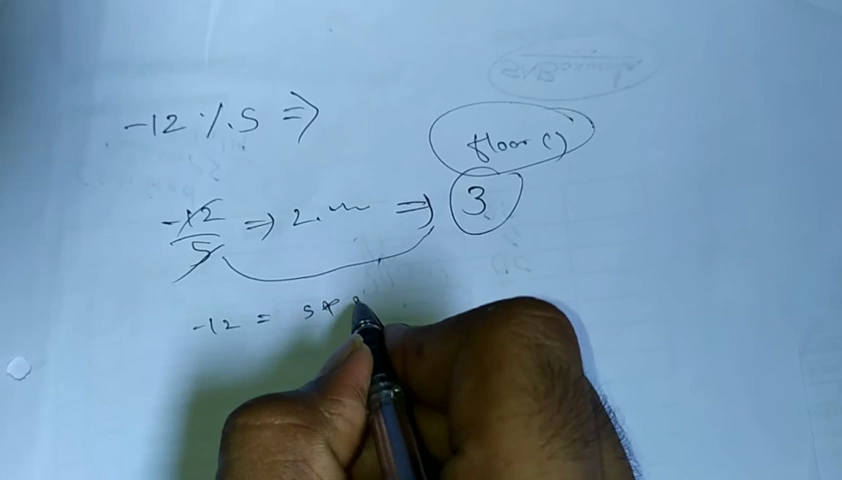 -12 % 5 ⇒
floor ()
-12/5 ⇒ 2. ⇒ 3
-12 = 5 *